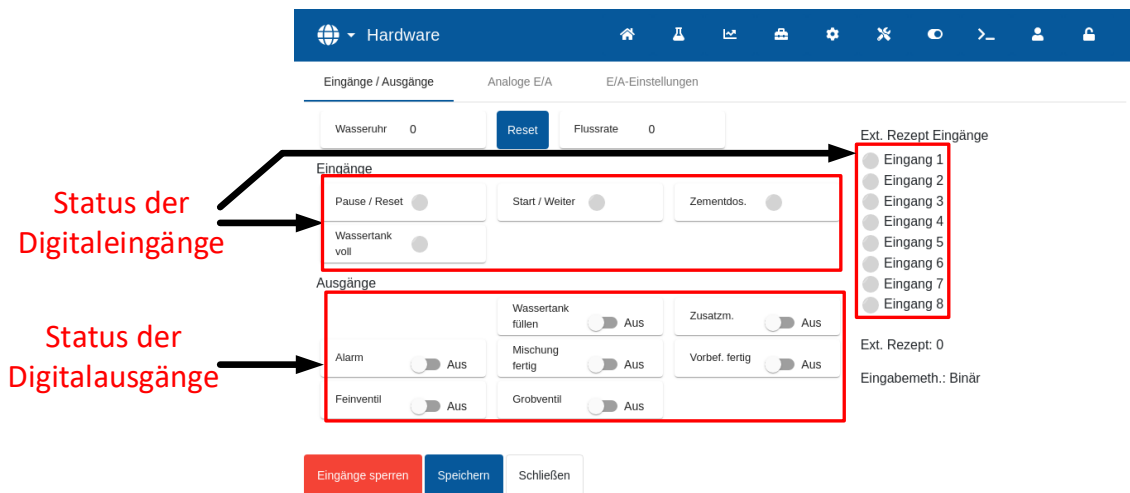 Hardware
Eingänge / Ausgänge Analoge E/A E/A-Einstellungen
Wasseruhr 0 Reset Flussrate 0
Ext. Rezept Eingänge
Eingang 1
Eingang 2
Eingang 3
Eingang 4
Eingang 5
Eingang 6
Eingang 7
Eingang 8
Ext. Rezept: 0
Eingabemeth.: Binär
Status der
Digitaleingänge
Eingänge
Pause / Reset Start / Weiter Zementdos.
Wassertank
voll
Status der
Digitalausgänge
Ausgänge
Wassertank
füllen Aus
Zusatzm. Aus
Alarm Aus
Mischung
fertig Aus
Vorbef. fertig Aus
Feinventil Aus
Grobventil Aus
Eingänge sperren Speichern Schließen